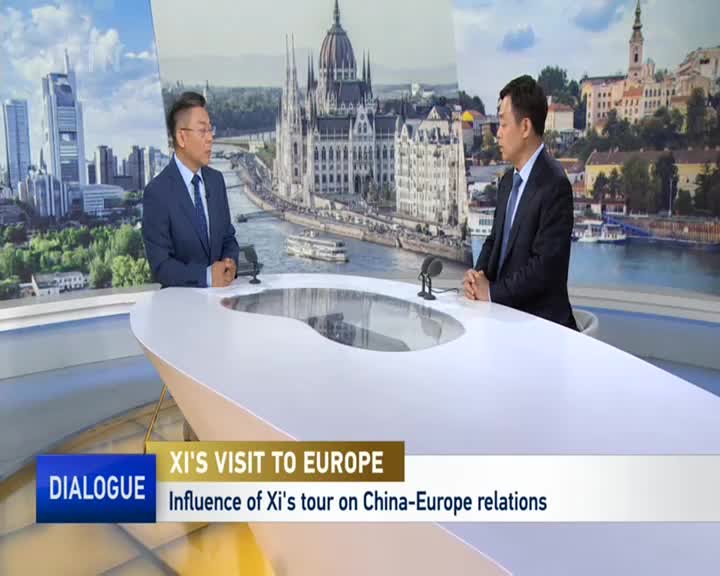 XI'S VISIT TO EUROPE
DIALOGUE
Influence of Xi's tour on China-Europe relations